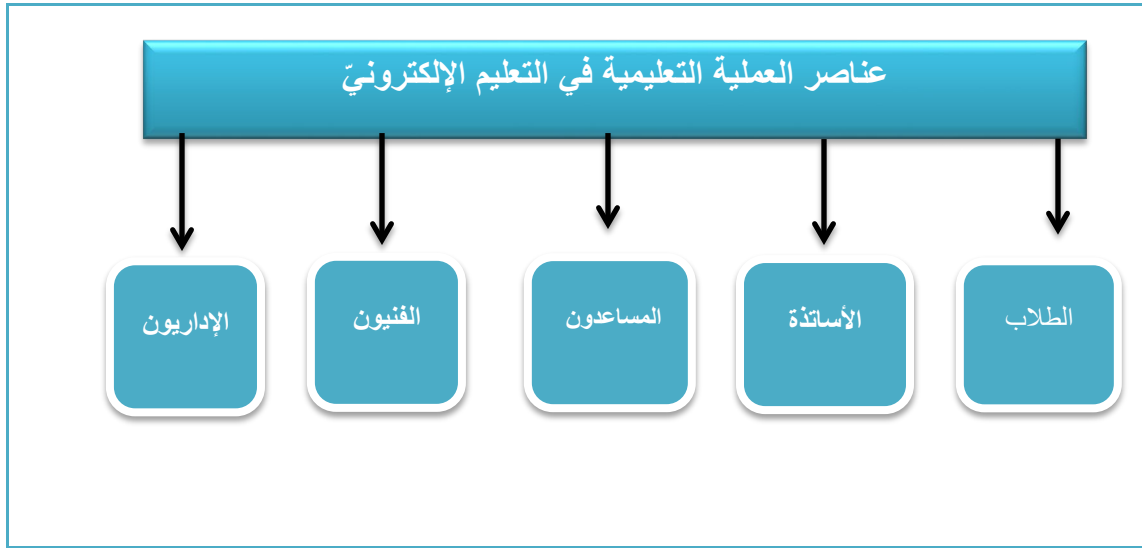 عناصر العملية التعليمية في التعليم الإلكترونيّ
الطلاب
الأساتذة
المساعدون
الفنيون
الإداريون